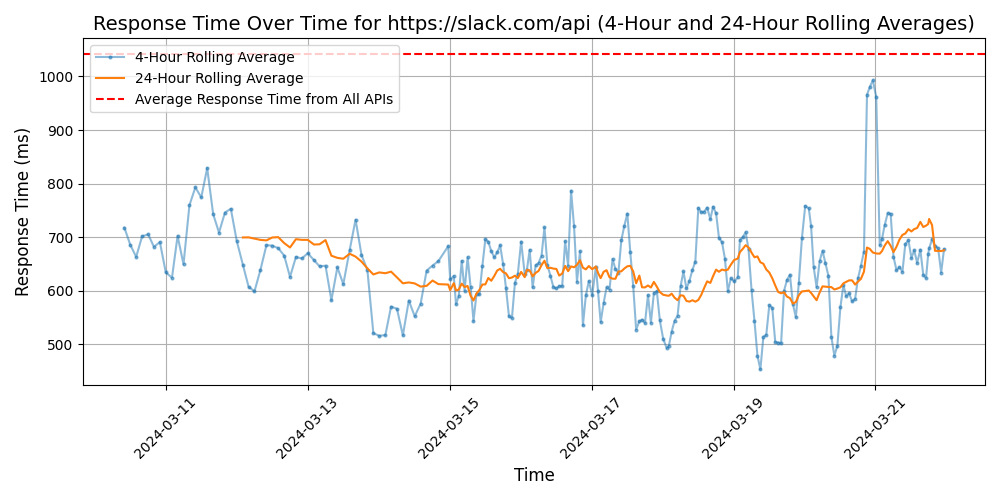 Response Time Over Time for https://slack.com/api (4-Hour and 24-Hour Rolling Averages)
4-Hour Rolling Average
24-Hour Rolling Average
Average Response Time from All APIs
Response Time (ms)
1000
900
800
700
600
500
2024-03-11
2024-03-13
2024-03-15
2024-03-17
2024-03-19
2024-03-21
Time